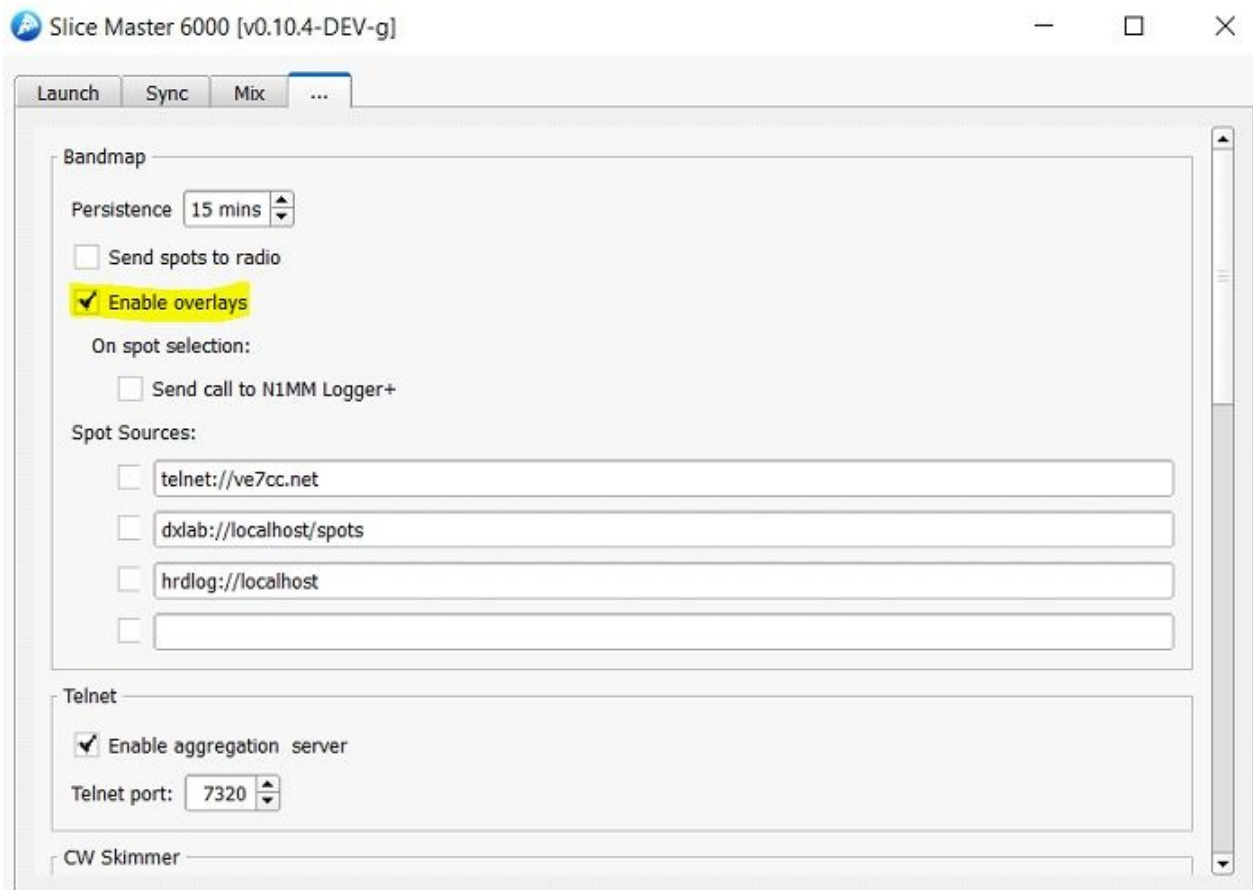 Slice Master 6000 [v0.10.4-DEV-g]
Launch Sync Mix ...
Bandmap
Persistence 15 mins
Send spots to radio
Enable overlays
On spot selection:
Send call to N1MM Logger+
Spot Sources:
telnet://ve7cc.net
dxlab://localhost/spots
hrdlog://localhost
Telnet
Enable aggregation server
Telnet port: 7320
CW Skimmer